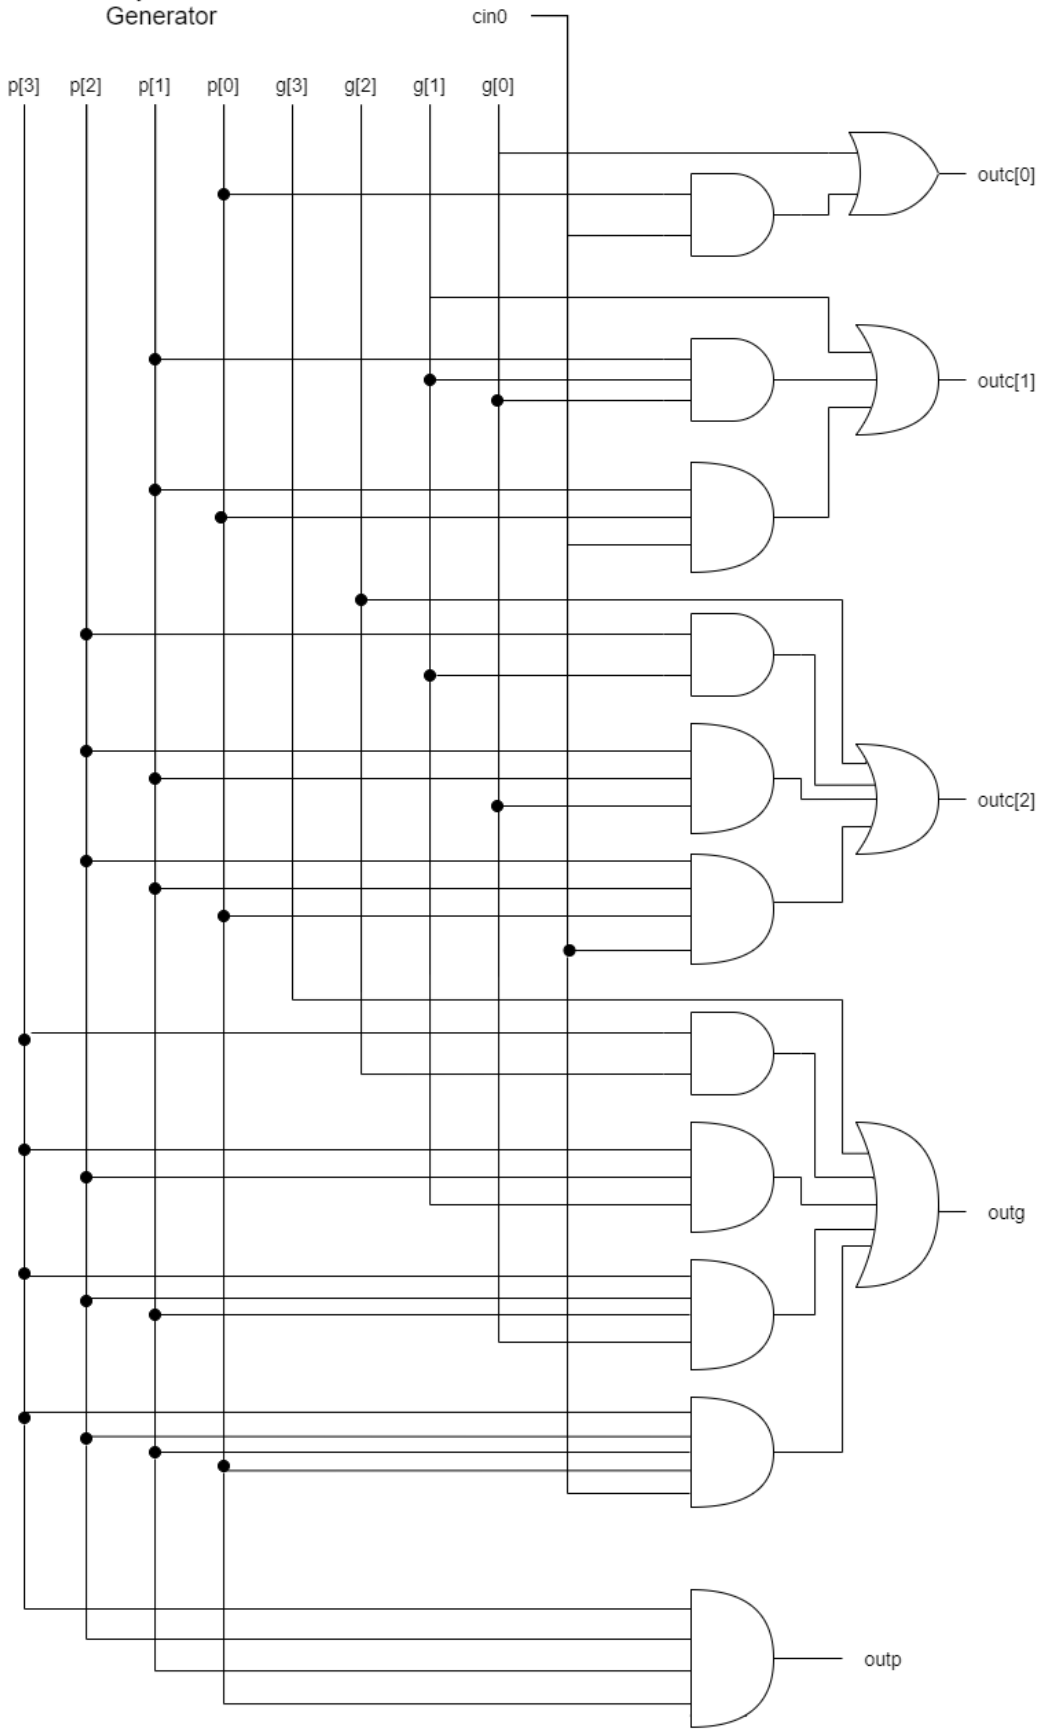 Generator
cin0
p[3] p[2] p[1] p[0] g[3] g[2] g[1] g[0]
outc[0]
outc[1]
outc[2]
outg
outp